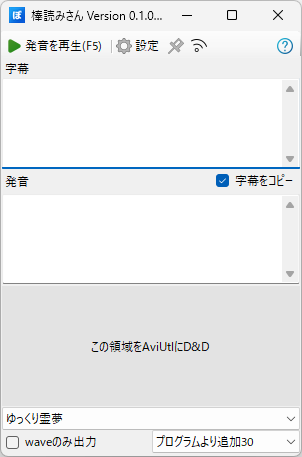 ぼ 棒読みさん Version 0.1.0...
発音を再生(F5) 設定
字幕
発音 字幕をコピー
この領域をAviUtlにD&D
ゆっくり霊夢
waveのみ出力 プログラムより追加30